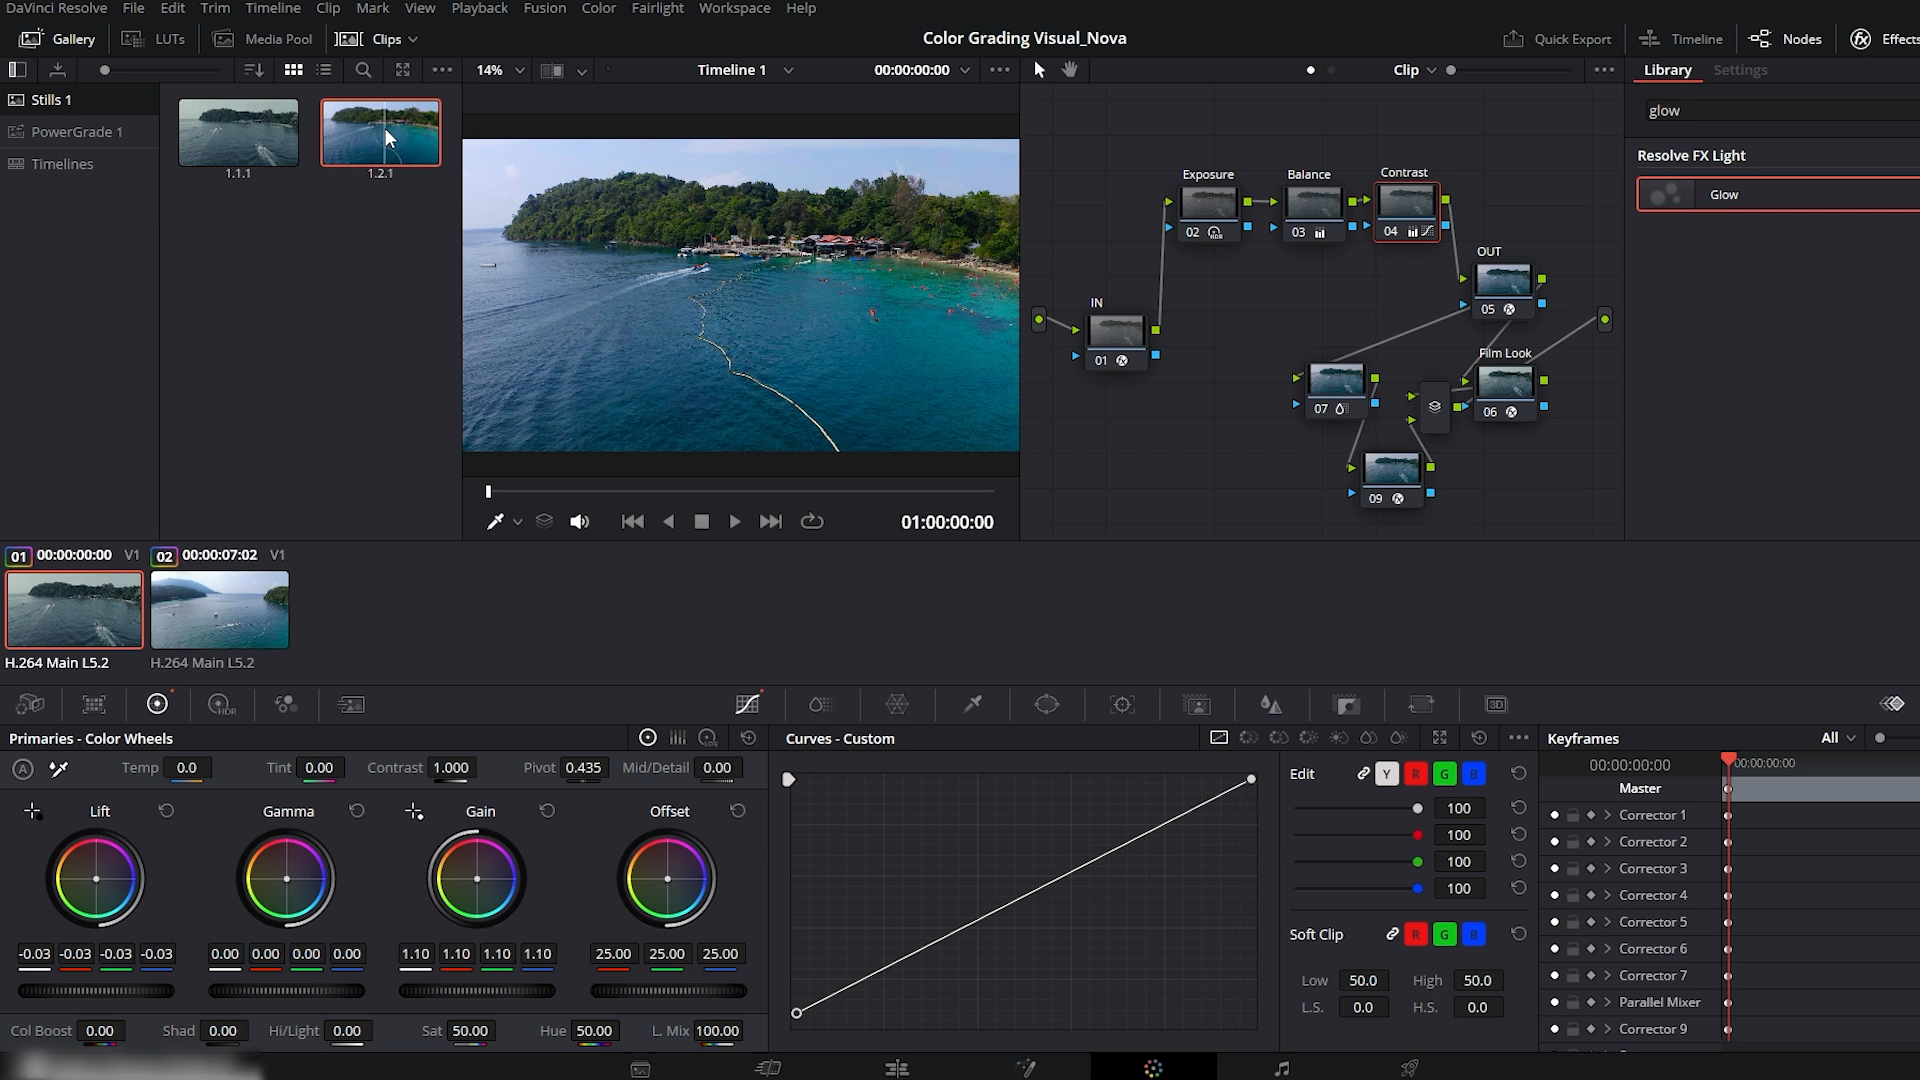 DaVinci Resolve File Edit Trim Timeline Clip Mark View Playback Fusion Color Fairlight Workspace Help
Gallery LUTs Media Pool Clips Color Grading Visual_Nova Quick Export Timeline Nodes Effects
14% Timeline 1 00:00:00:00 Clip Library Settings
Stills 1
PowerGrade 1
Timelines
1.1.1 1.2.1
glow
Resolve FX Light
Glow
Exposure Balance Contrast
02 HDR 03 04
OUT
05
IN
01
Film Look
07 06
09
01:00:00:00
01 00:00:00:00 V1 02 00:00:07:02 V1
H.264 Main L5.2 H.264 Main L5.2
HDR 3D
Primaries - Color Wheels LOG Curves - Custom Keyframes All
A Temp 0.0 Tint 0.00 Contrast 1.000 Pivot 0.435 Mid/Detail 0.00
Lift Gamma Gain Offset
-0.03 -0.03 -0.03 -0.03 0.00 0.00 0.00 0.00 1.10 1.10 1.10 1.10 25.00 25.00 25.00
Col Boost 0.00 Shad 0.00 Hi/Light 0.00 Sat 50.00 Hue 50.00 L. Mix 100.00
Edit Y R G B
100
100
100
100
Soft Clip R G B
Low 50.0 High 50.0
L.S. 0.0 H.S. 0.0
00:00:00:00 00:00:00:00
Master
Corrector 1
Corrector 2
Corrector 3
Corrector 4
Corrector 5
Corrector 6
Corrector 7
Parallel Mixer
Corrector 9